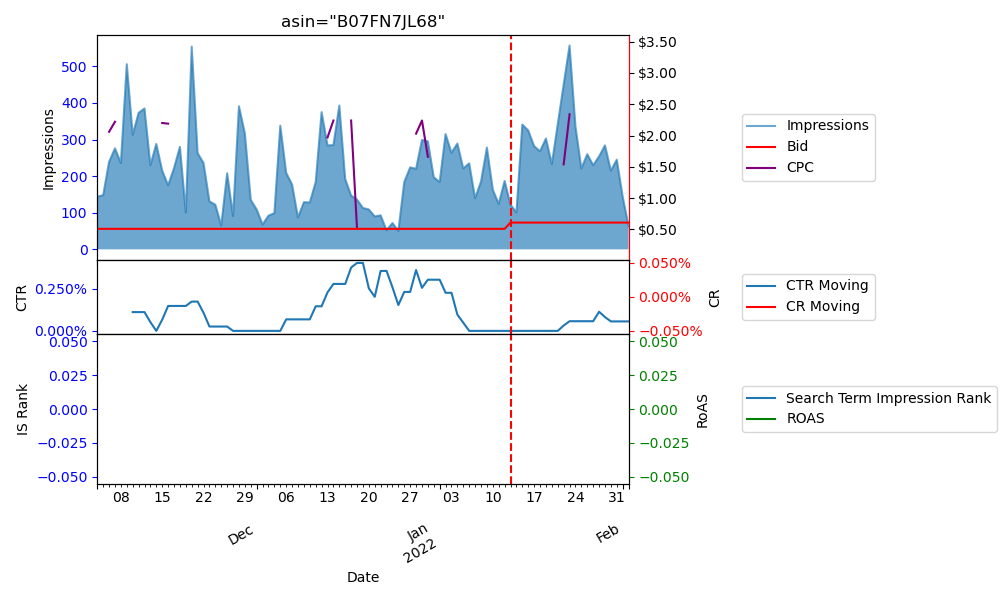 asin="B07FN7JL68"
Impressions
500
400
300
200
100
0
$3.50
$3.00
$2.50
$2.00
$1.50
$1.00
$0.50
Impressions
Bid
CPC
CTR
0.250%
0.000%
0.050%
0.000%
−0.050%
CR
CTR Moving
CR Moving
IS Rank
0.050
0.025
0.000
−0.025
−0.050
0.050
0.025
0.000
−0.025
−0.050
RoAS
Search Term Impression Rank
ROAS
08 15 22 29 06 13 20 27 03 10 17 24 31
Dec
Jan
2022
Feb
Date